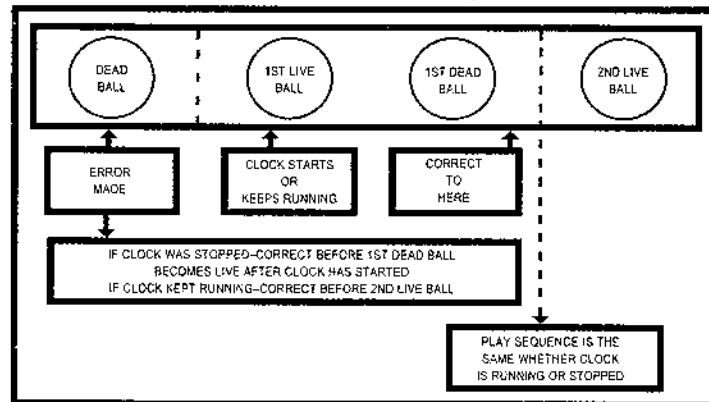 DEAD
BALL
1ST LIVE
BALL
1ST DEAD
BALL
2ND LIVE
BALL
ERROR
MADE
CLOCK STARTS
OR
KEEPS RUNNING
CORRECT
TO
HERE
IF CLOCK WAS STOPPED–CORRECT BEFORE 1ST DEAD BALL
BECOMES LIVE AFTER CLOCK HAS STARTED
IF CLOCK KEPT RUNNING–CORRECT BEFORE 2ND LIVE BALL
PLAY SEQUENCE IS THE
SAME WHETHER CLOCK
IS RUNNING OR STOPPED